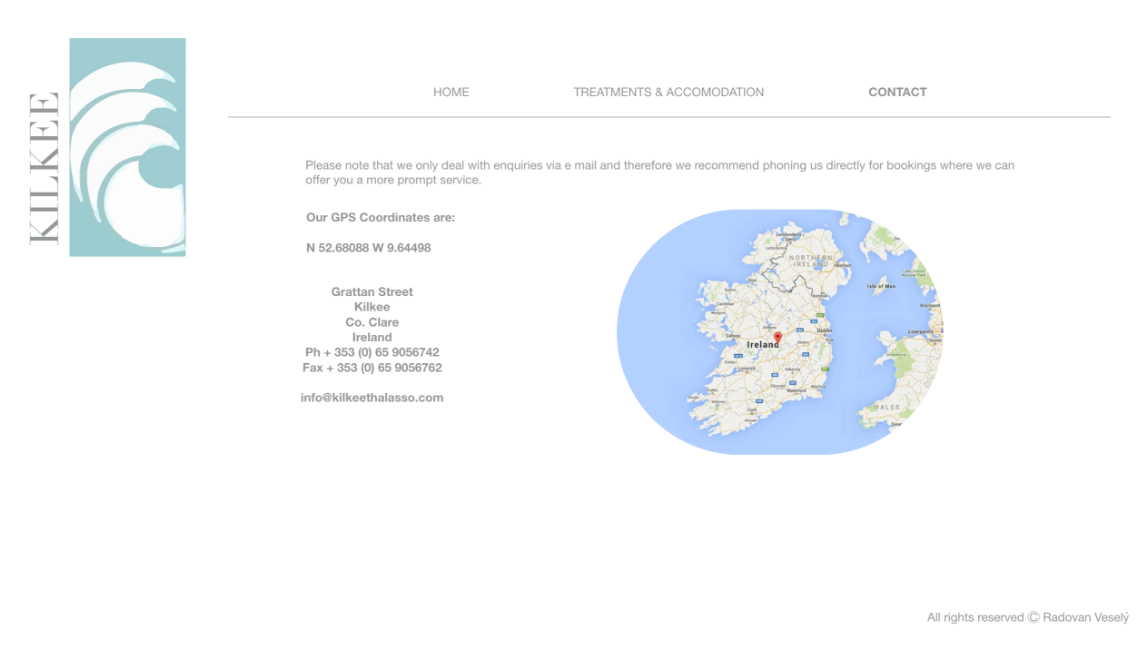 KILKEE
HOME
TREATMENTS & ACCOMODATION
CONTACT
Please note that we only deal with enquiries via e mail and therefore we recommend phoning us directly for bookings where we can
offer you a more prompt service.
Our GPS Coordinates are:
N 52.68088 W 9.64498
Grattan Street
Kilkee
Co. Clare
Ireland
Ph + 353 (0) 65 9056742
Fax + 353 (0) 65 9056762
info@kilkeethalasso.com
NORTHERN
IRELAND
Isle of Man
Dublin
Ireland
Liverpool
WALES
Cork
All rights reserved © Radovan Veselý